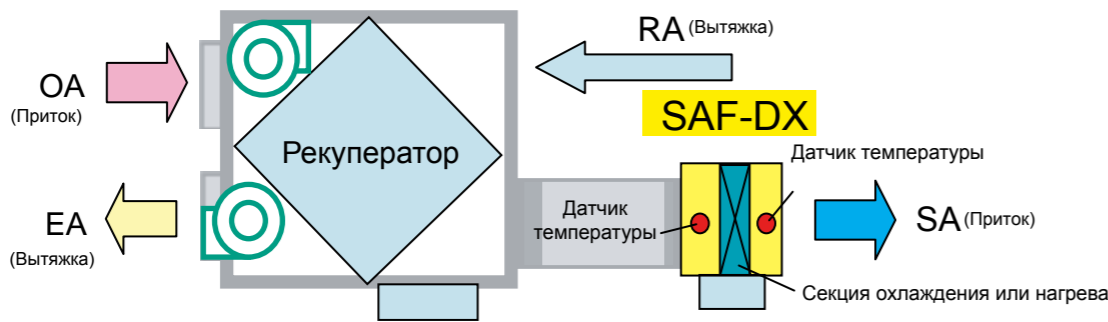 RA (Вытяжка)
OA
(Приток)
SAF-DX
Рекуператор
Датчик температуры
Датчик
температуры
EA
(Вытяжка)
SA (Приток)
Секция охлаждения или нагрева